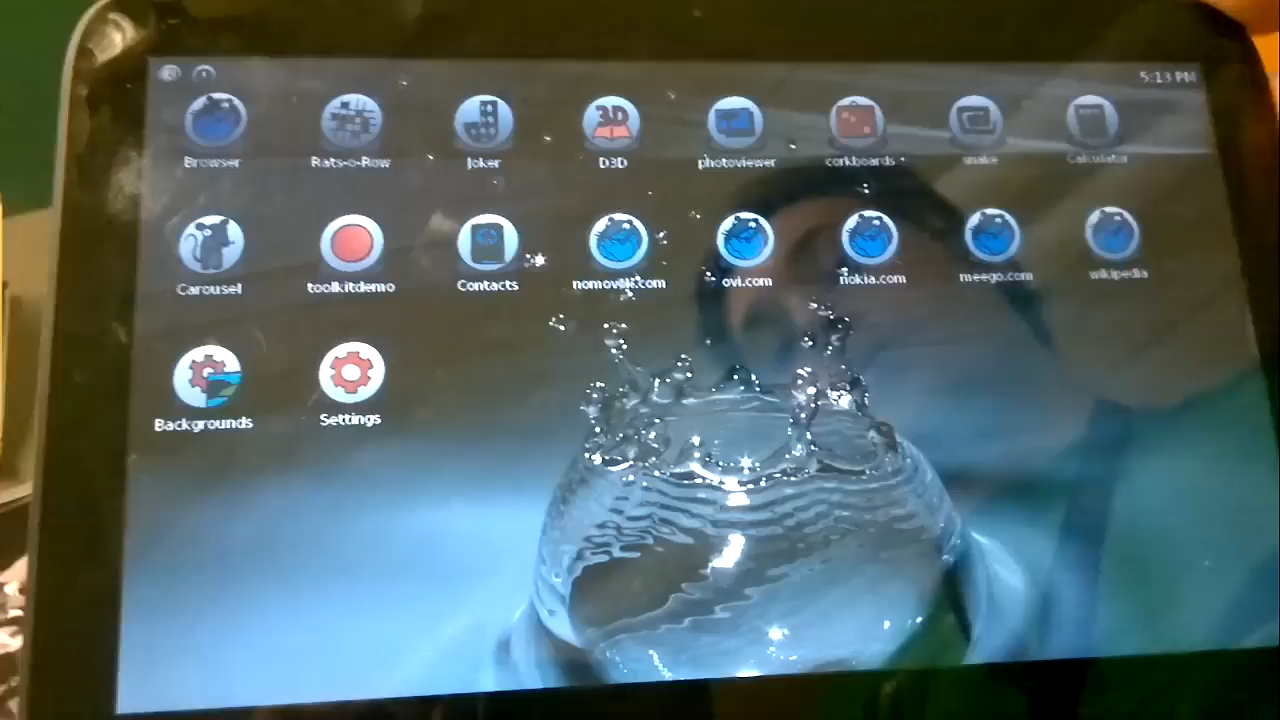 5:13 PM
Browser Rats-o-Row Joker D3D photoviewer corkboards snake Calculator
3D
Carousel toolkitdemo Contacts nomovok.com ovi.com nokia.com meego.com wikipedia
Backgrounds Settings